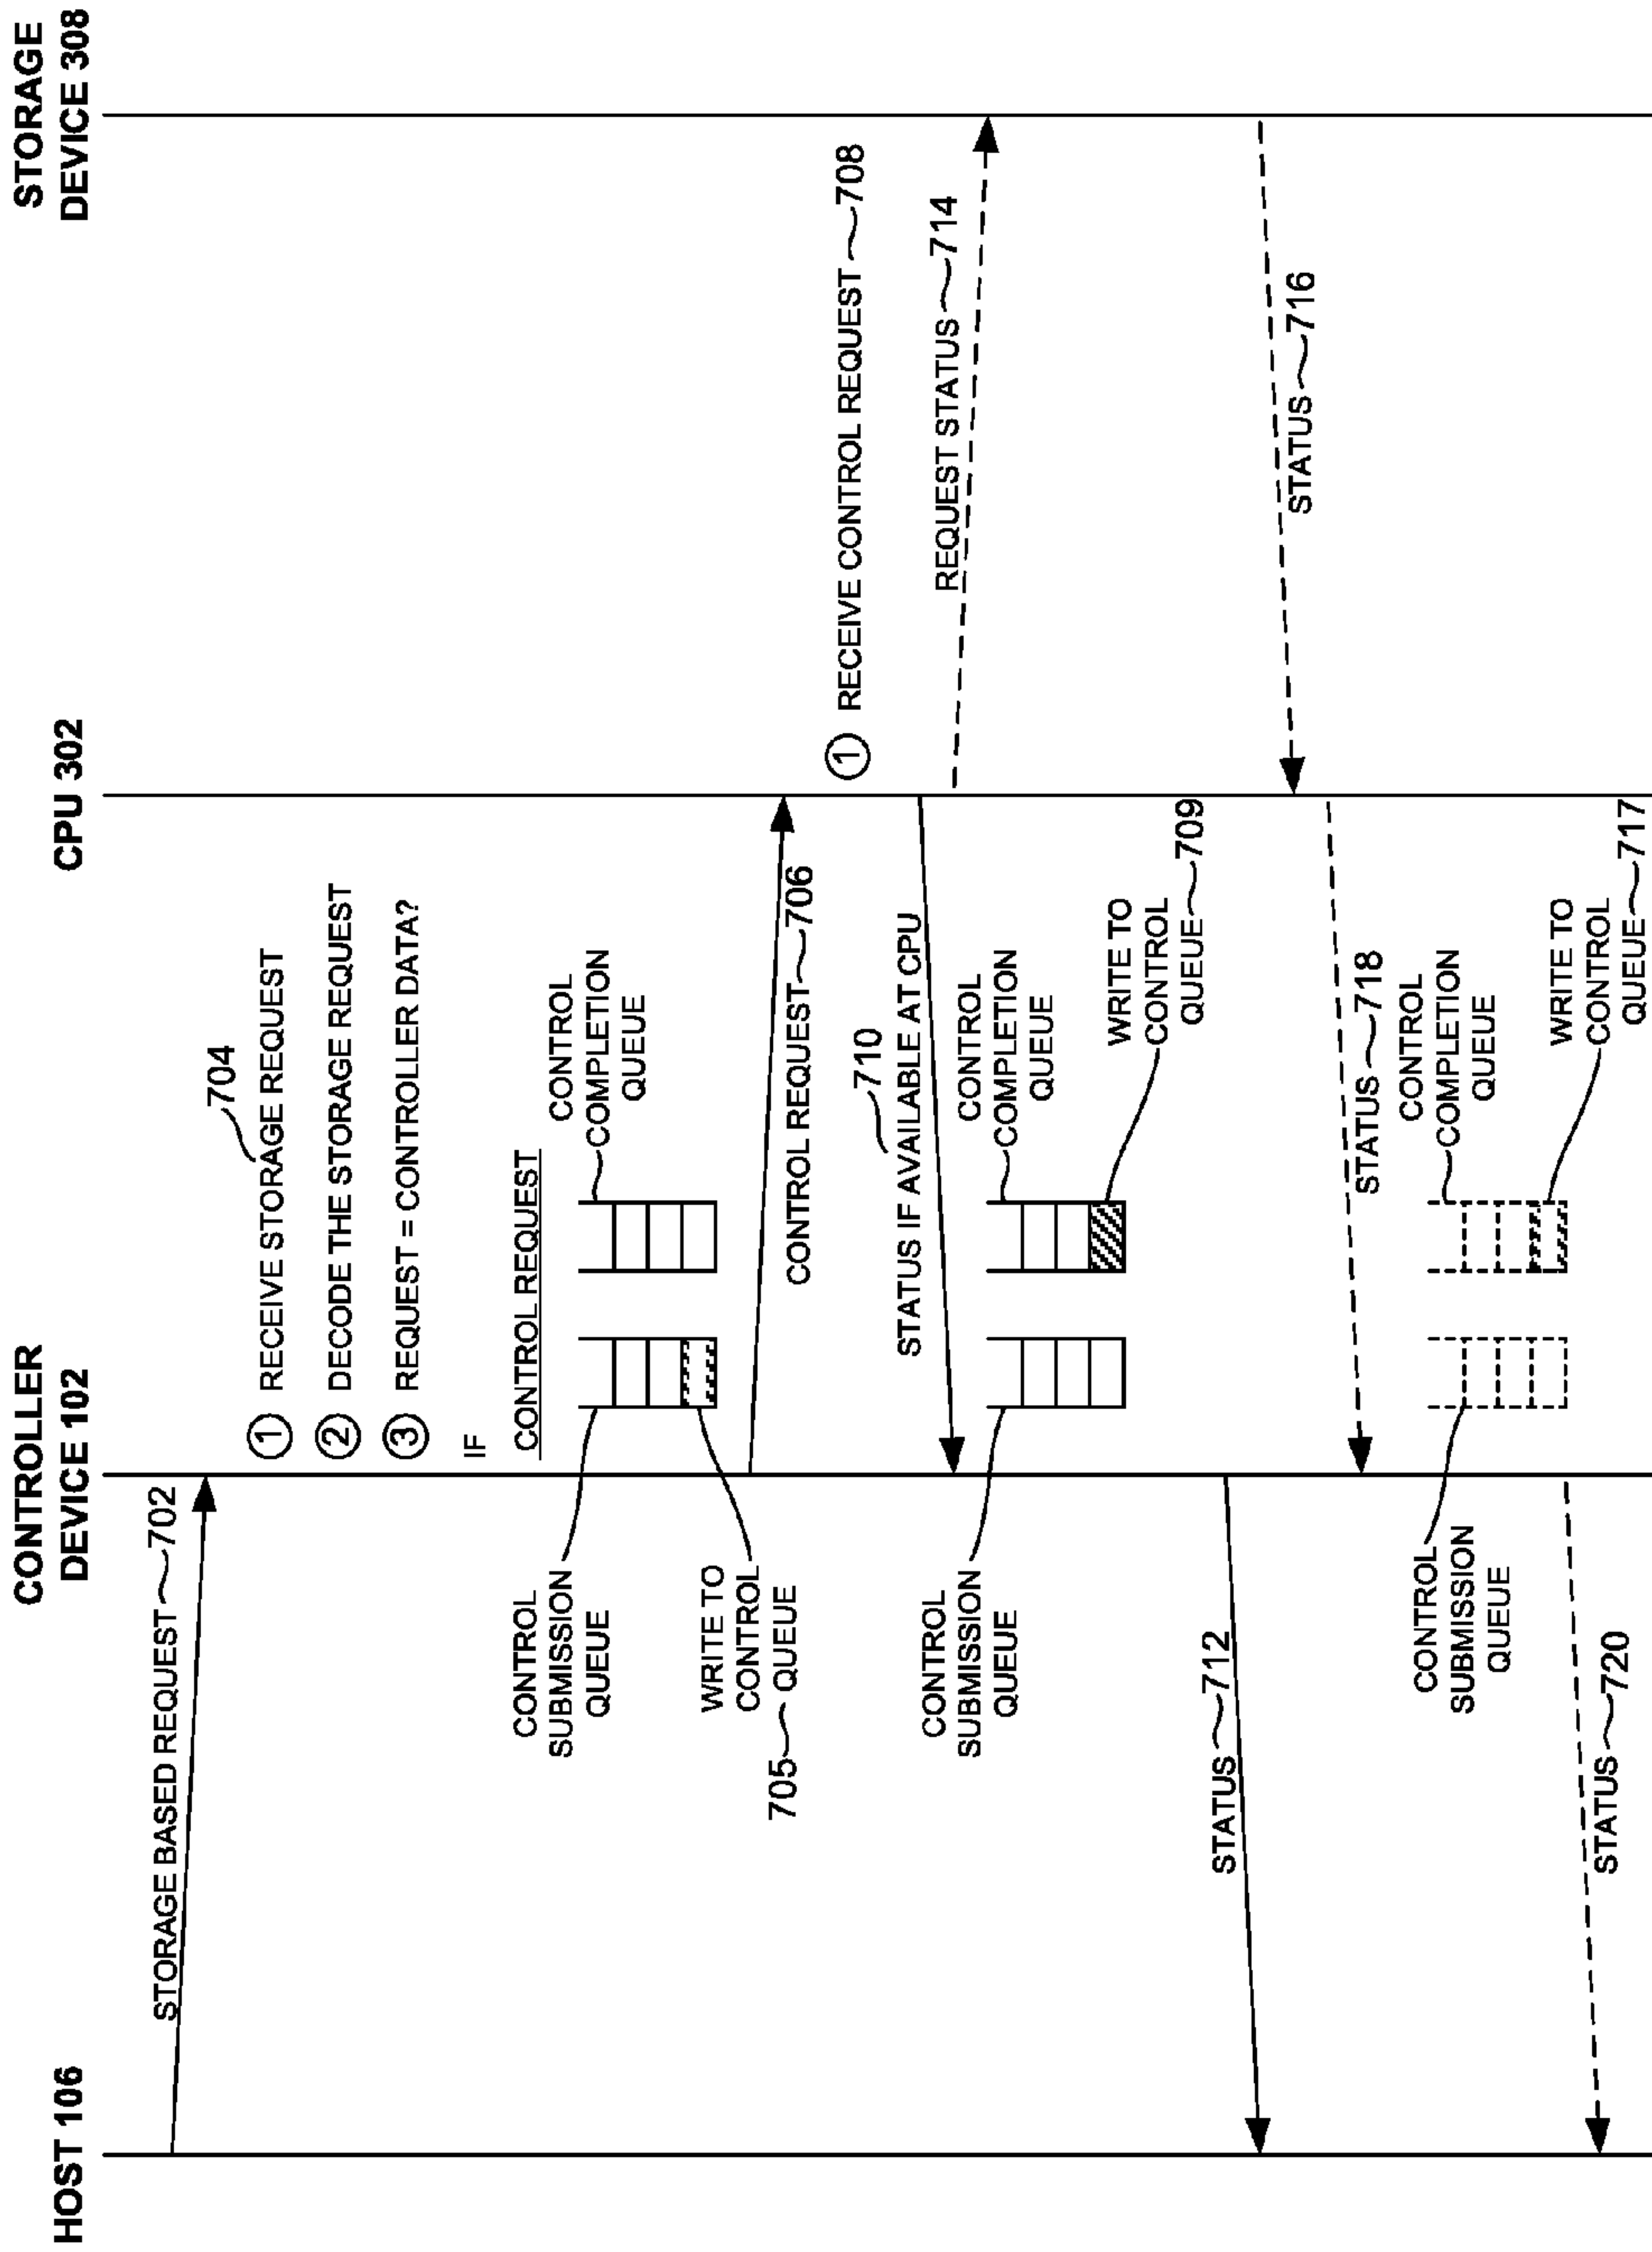 HOST 106
CONTROLLER
DEVICE 102
CPU 302
STORAGE
DEVICE 308
STORAGE BASED REQUEST 702
704
1 RECEIVE STORAGE REQUEST
2 DECODE THE STORAGE REQUEST
3 REQUEST = CONTROLLER DATA?
IF
CONTROL REQUEST
CONTROL
SUBMISSION
QUEUE
CONTROL
COMPLETION
QUEUE
WRITE TO
CONTROL
705 QUEUE
CONTROL REQUEST 706
1 RECEIVE CONTROL REQUEST 708
710
STATUS IF AVAILABLE AT CPU
REQUEST STATUS 714
CONTROL
SUBMISSION
QUEUE
CONTROL
COMPLETION
QUEUE
WRITE TO
CONTROL
QUEUE 709
STATUS 712
STATUS 716
STATUS 718
CONTROL
SUBMISSION
QUEUE
CONTROL
COMPLETION
QUEUE
WRITE TO
CONTROL
QUEUE 717
STATUS 720